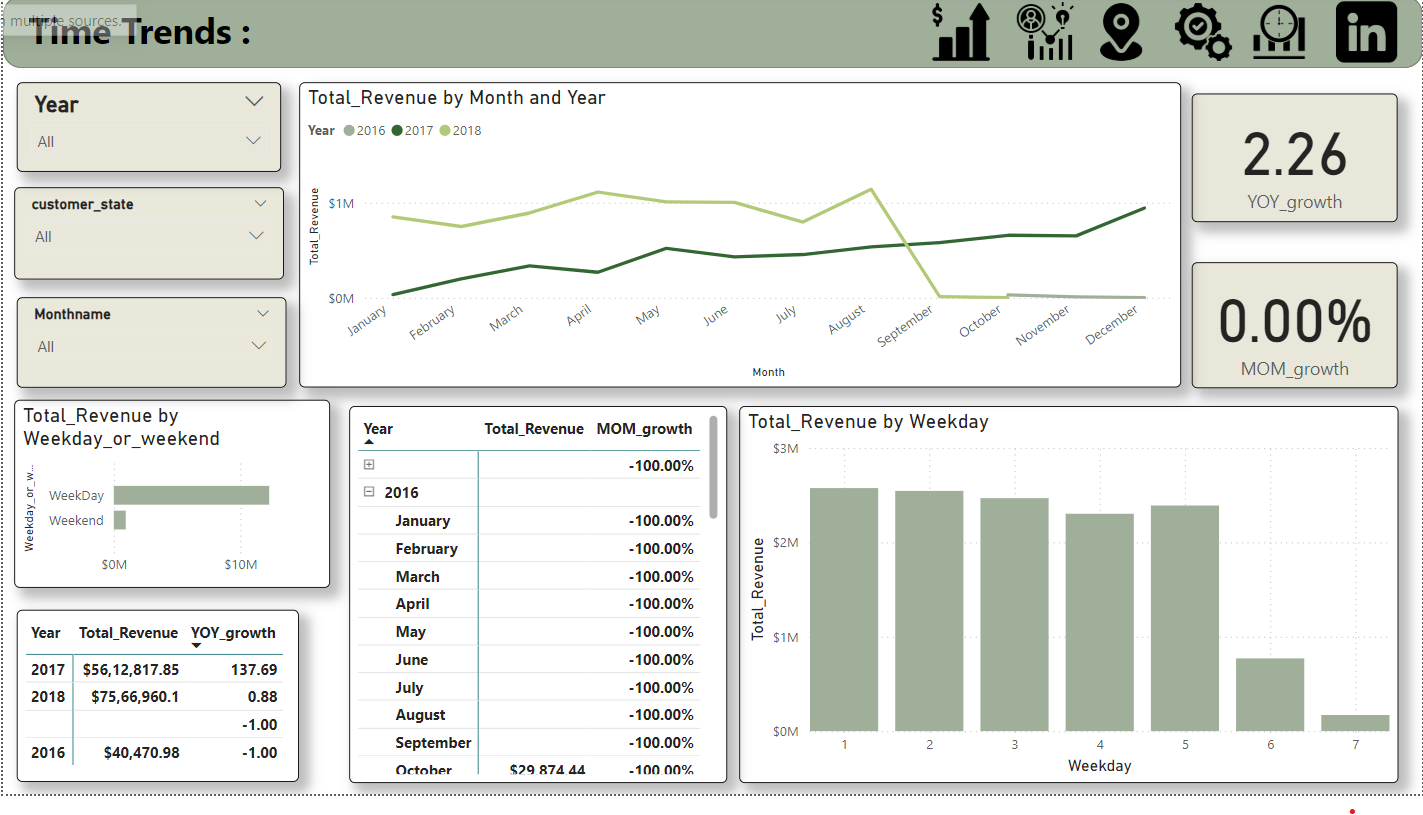 multiple sources.
Time Trends :
in
Year
All
customer_state
All
Monthname
All
Total_Revenue by Month and Year
Year 2016 2017 2018
Total_Revenue
$1M
$0M
January February March April May June July August September October November December
Month
2.26
YOY_growth
0.00%
MOM_growth
Total_Revenue by
Weekday_or_weekend
Weekday_or_w...
WeekDay
Weekend
$0M $10M
Year Total_Revenue YOY_growth
2017 $56,12,817.85 137.69
2018 $75,66,960.1 0.88
-1.00
2016 $40,470.98 -1.00
Year Total_Revenue MOM_growth
-100.00%
2016
January -100.00%
February -100.00%
March -100.00%
April -100.00%
May -100.00%
June -100.00%
July -100.00%
August -100.00%
September -100.00%
October $29,874.44 -100.00%
Total_Revenue by Weekday
Total_Revenue
$3M
$2M
$1M
$0M
1 2 3 4 5 6 7
Weekday